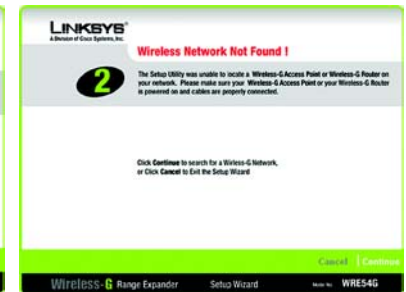 LINKSYS®
A Division of Cisco Systems, Inc.
Wireless Network Not Found !
2
The Setup Utility was unable to locate a Wireless-G Access Point or Wireless-G Router on
your network. Please make sure your Wireless-G Access Point or your Wireless-G Router
is powered on and cables are properly connected.
Click Continue to search for a Wirless-G Network,
or Click Cancel to Exit the Setup Wizard
Cancel | Continue
Wireless-G Range Expander Setup Wizard Model No. WRE54G